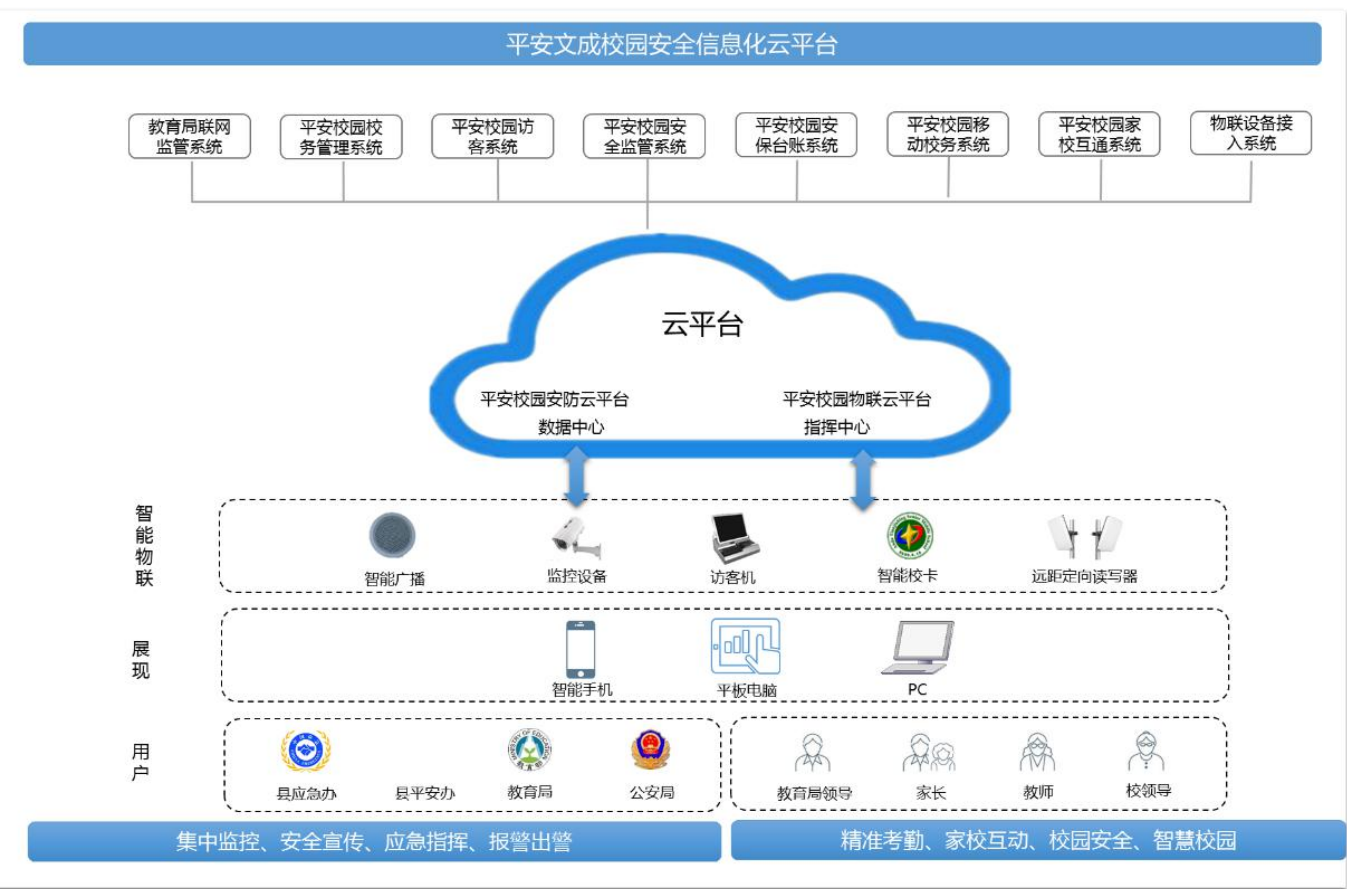 平安文成校园安全信息化云平台
教育局联网
监管系统
平安校园校
务管理系统
平安校园访
客系统
平安校园安
全监管系统
平安校园安
保台账系统
平安校园移
动校务系统
平安校园家
校互通系统
物联设备接
入系统
云平台
平安校园安防云平台
数据中心
平安校园物联云平台
指挥中心
智能物联
智能广播
监控设备
访客机
智能校卡
远距定向读写器
展现
智能手机
平板电脑
PC
用户
县应急办
县平安办
教育局
公安局
教育局领导
家长
教师
校领导
集中监控、安全宣传、应急指挥、报警出警
精准考勤、家校互动、校园安全、智慧校园